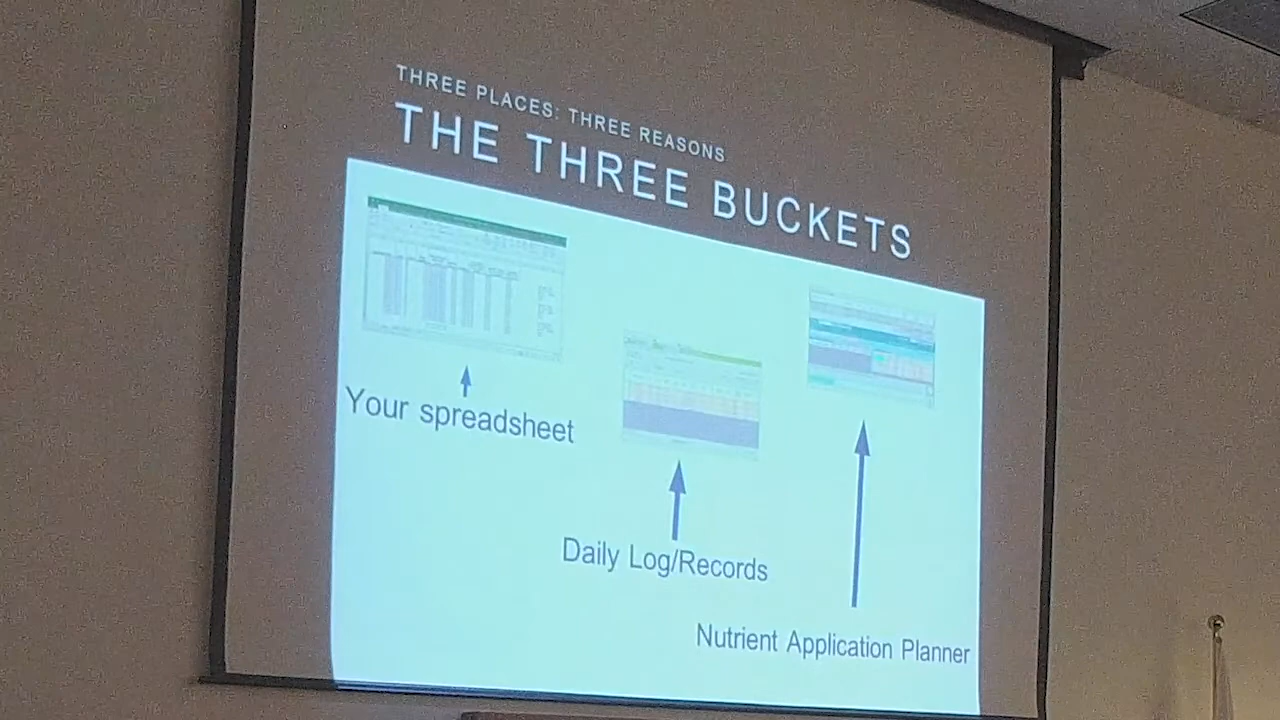 THREE PLACES: THREE REASONS
THE THREE BUCKETS
Your spreadsheet
Daily Log/Records
Nutrient Application Planner